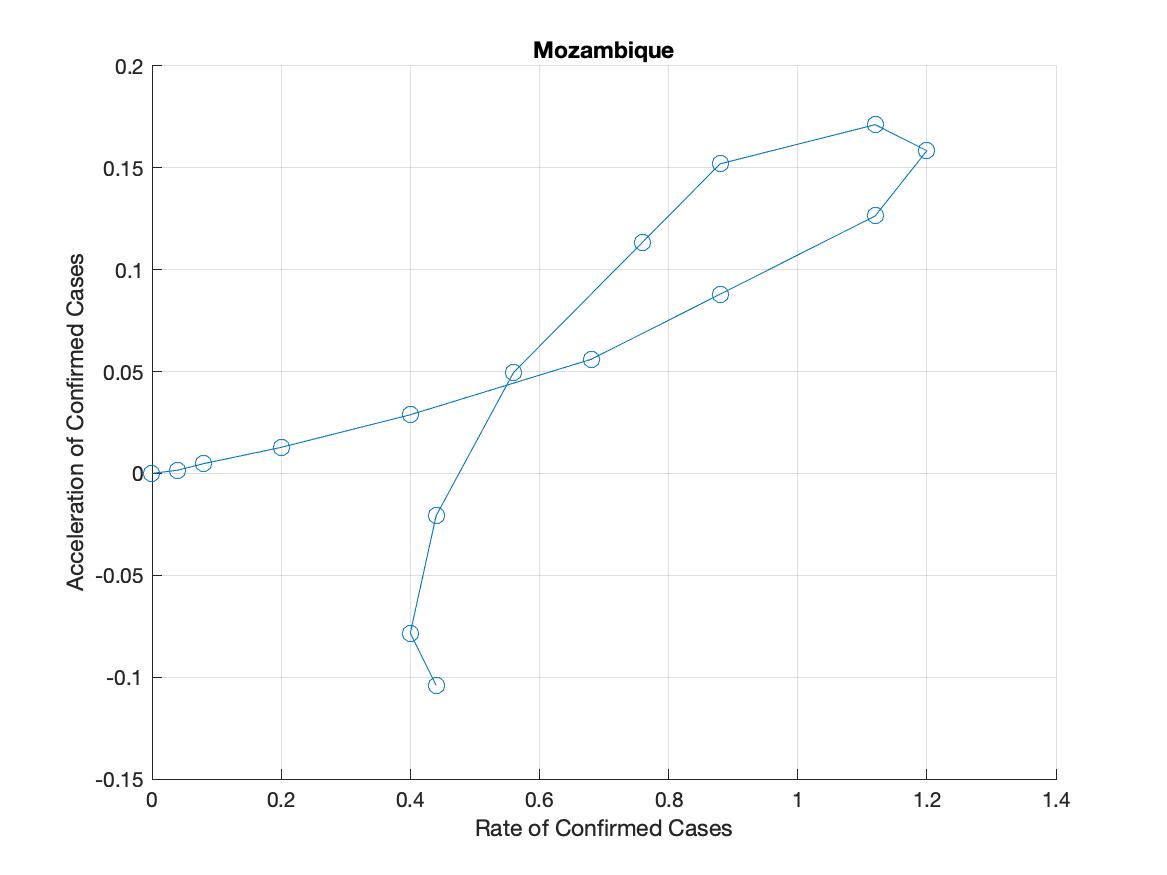 Mozambique
0.2
0.15
0.1
0.05
0
-0.05
-0.1
-0.15
Acceleration of Confirmed Cases
0 0.2 0.4 0.6 0.8 1 1.2 1.4
Rate of Confirmed Cases